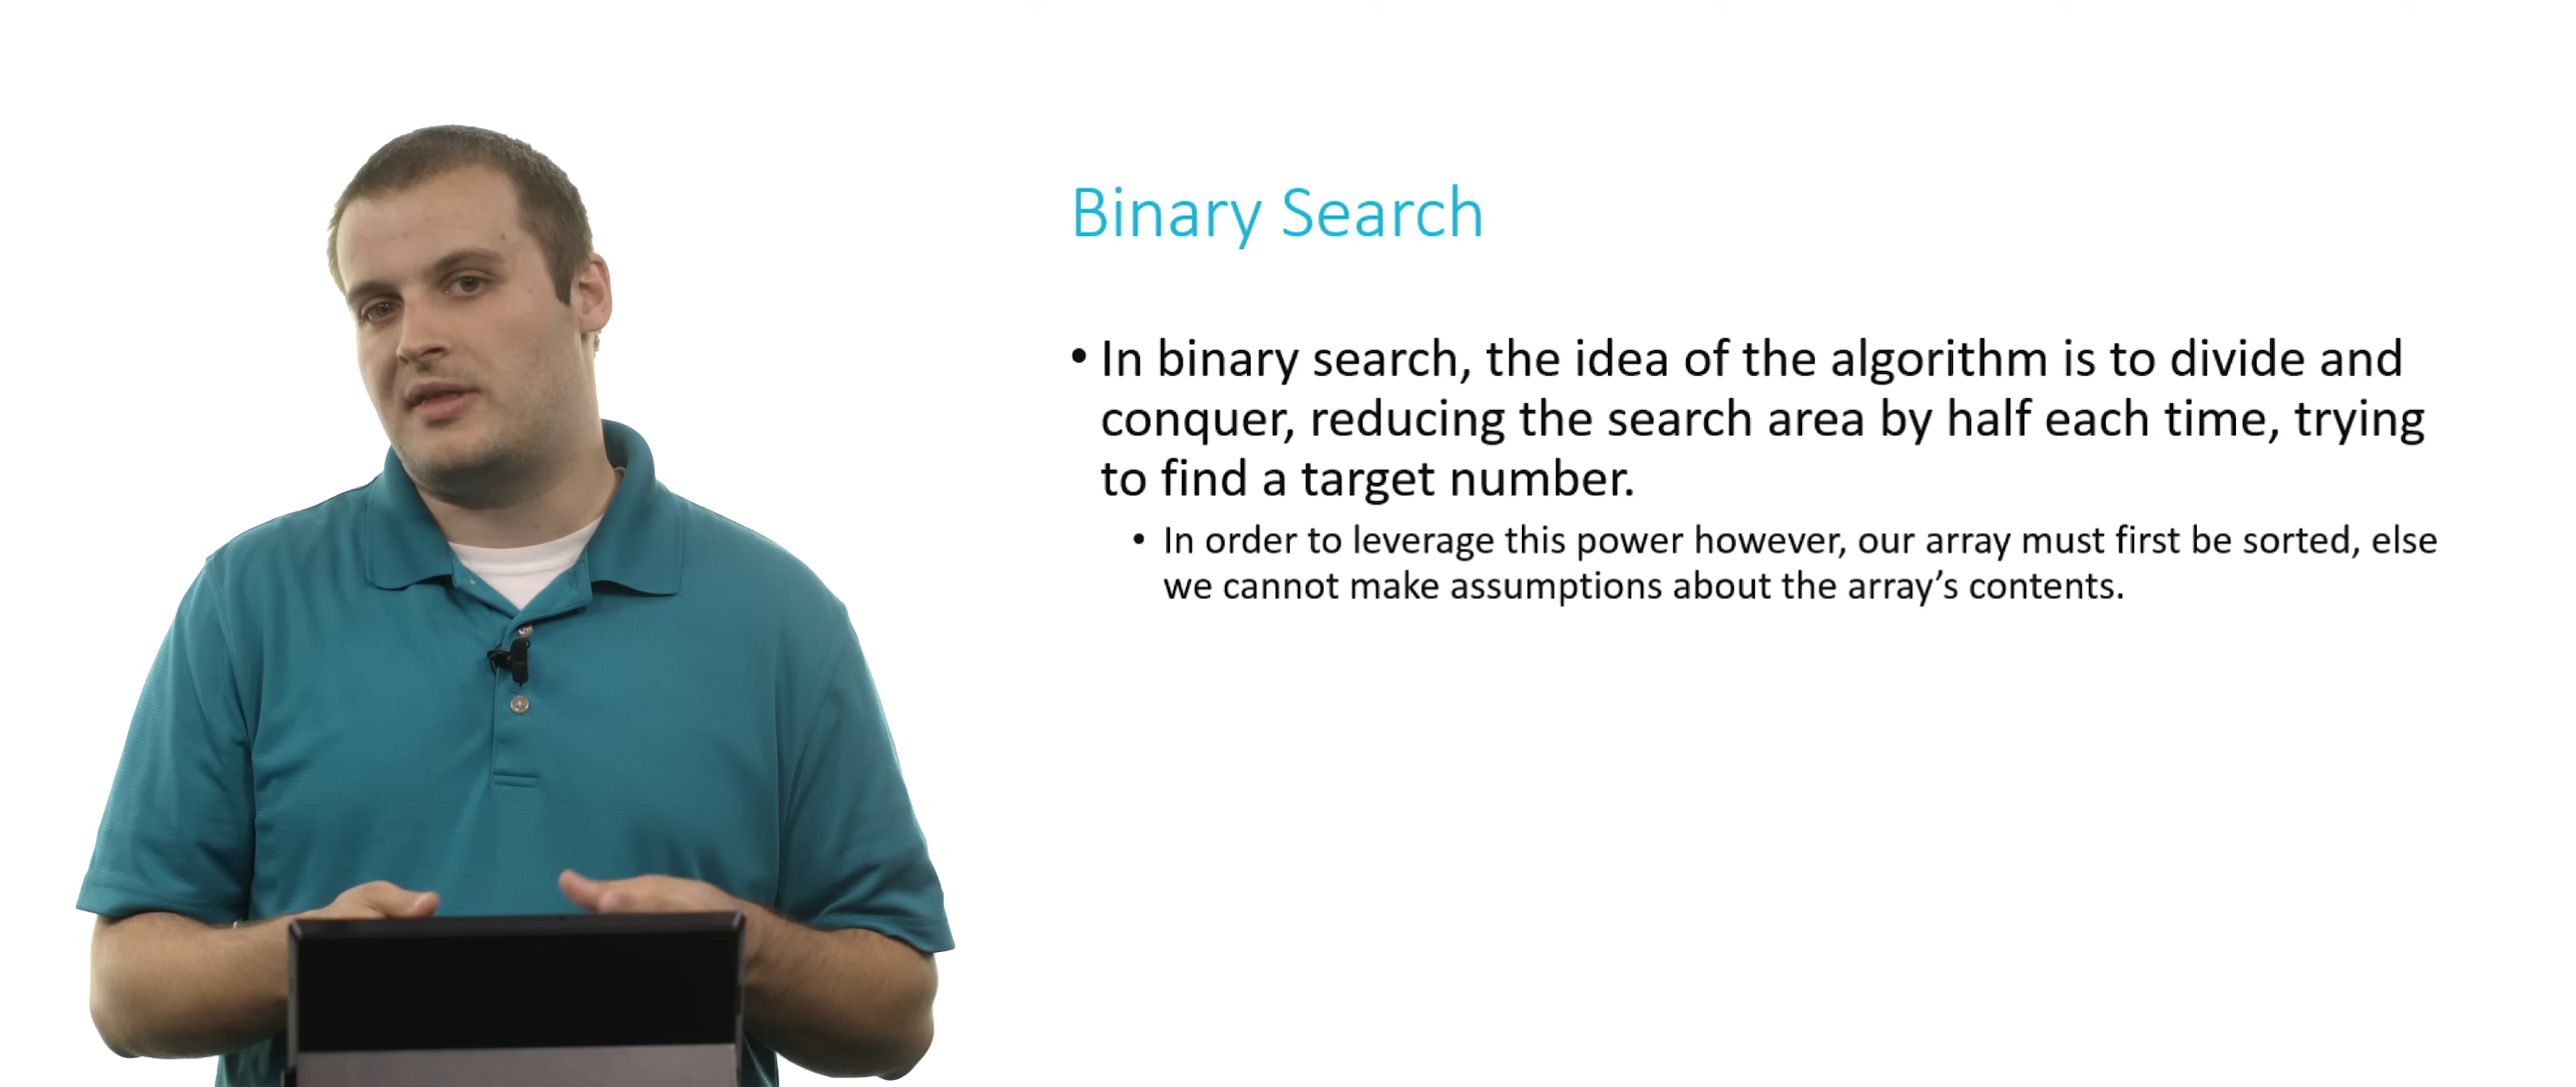 Binary Search
• In binary search, the idea of the algorithm is to divide and
conquer, reducing the search area by half each time, trying
to find a target number.
• In order to leverage this power however, our array must first be sorted, else
we cannot make assumptions about the array’s contents.